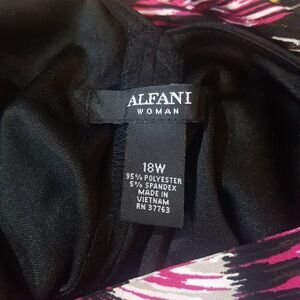 ALFANI
WOMAN
18W
95% POLYESTER
5% SPANDEX
MADE IN
VIETNAM
RN 37763